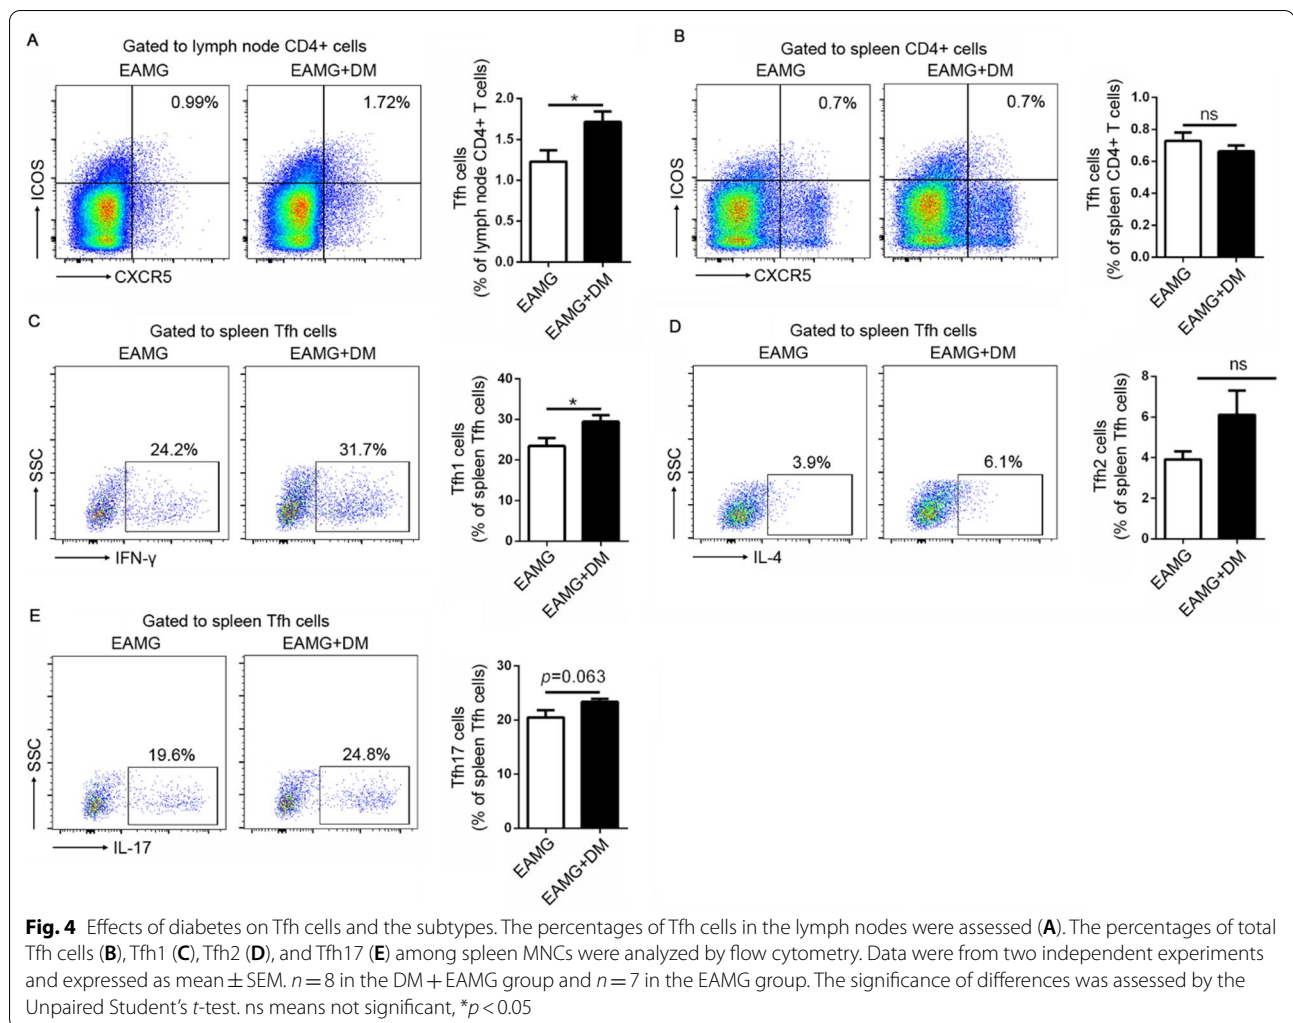 A
Gated to lymph node CD4+ cells
EAMG
EAMG+DM
0.99%
1.72%
ICOS
CXCR5
Tfh cells
(% of lymph node CD4+ T cells)
2.0
1.5
1.0
0.5
0.0
*
EAMG
EAMG+DM
B
Gated to spleen CD4+ cells
EAMG
EAMG+DM
0.7%
0.7%
ICOS
CXCR5
Tfh cells
(% of spleen CD4+ T cells)
1.0
0.8
0.6
0.4
0.2
0.0
ns
EAMG
EAMG+DM
C
Gated to spleen Tfh cells
EAMG
EAMG+DM
24.2%
31.7%
SSC
IFN-γ
Tfh1 cells
(% of spleen Tfh cells)
40
30
20
10
0
*
EAMG
EAMG+DM
D
Gated to spleen Tfh cells
EAMG
EAMG+DM
3.9%
6.1%
SSC
IL-4
Tfh2 cells
(% of spleen Tfh cells)
8
6
4
2
0
ns
EAMG
EAMG+DM
E
Gated to spleen Tfh cells
EAMG
EAMG+DM
19.6%
24.8%
SSC
IL-17
Tfh17 cells
(% of spleen Tfh cells)
30
20
10
0
p=0.063
EAMG
EAMG+DM
Fig. 4 Effects of diabetes on Tfh cells and the subtypes. The percentages of Tfh cells in the lymph nodes were assessed (A). The percentages of total
Tfh cells (B), Tfh1 (C), Tfh2 (D), and Tfh17 (E) among spleen MNCs were analyzed by flow cytometry. Data were from two independent experiments
and expressed as mean ± SEM. n = 8 in the DM + EAMG group and n = 7 in the EAMG group. The significance of differences was assessed by the
Unpaired Student's t-test. ns means not significant, *p < 0.05